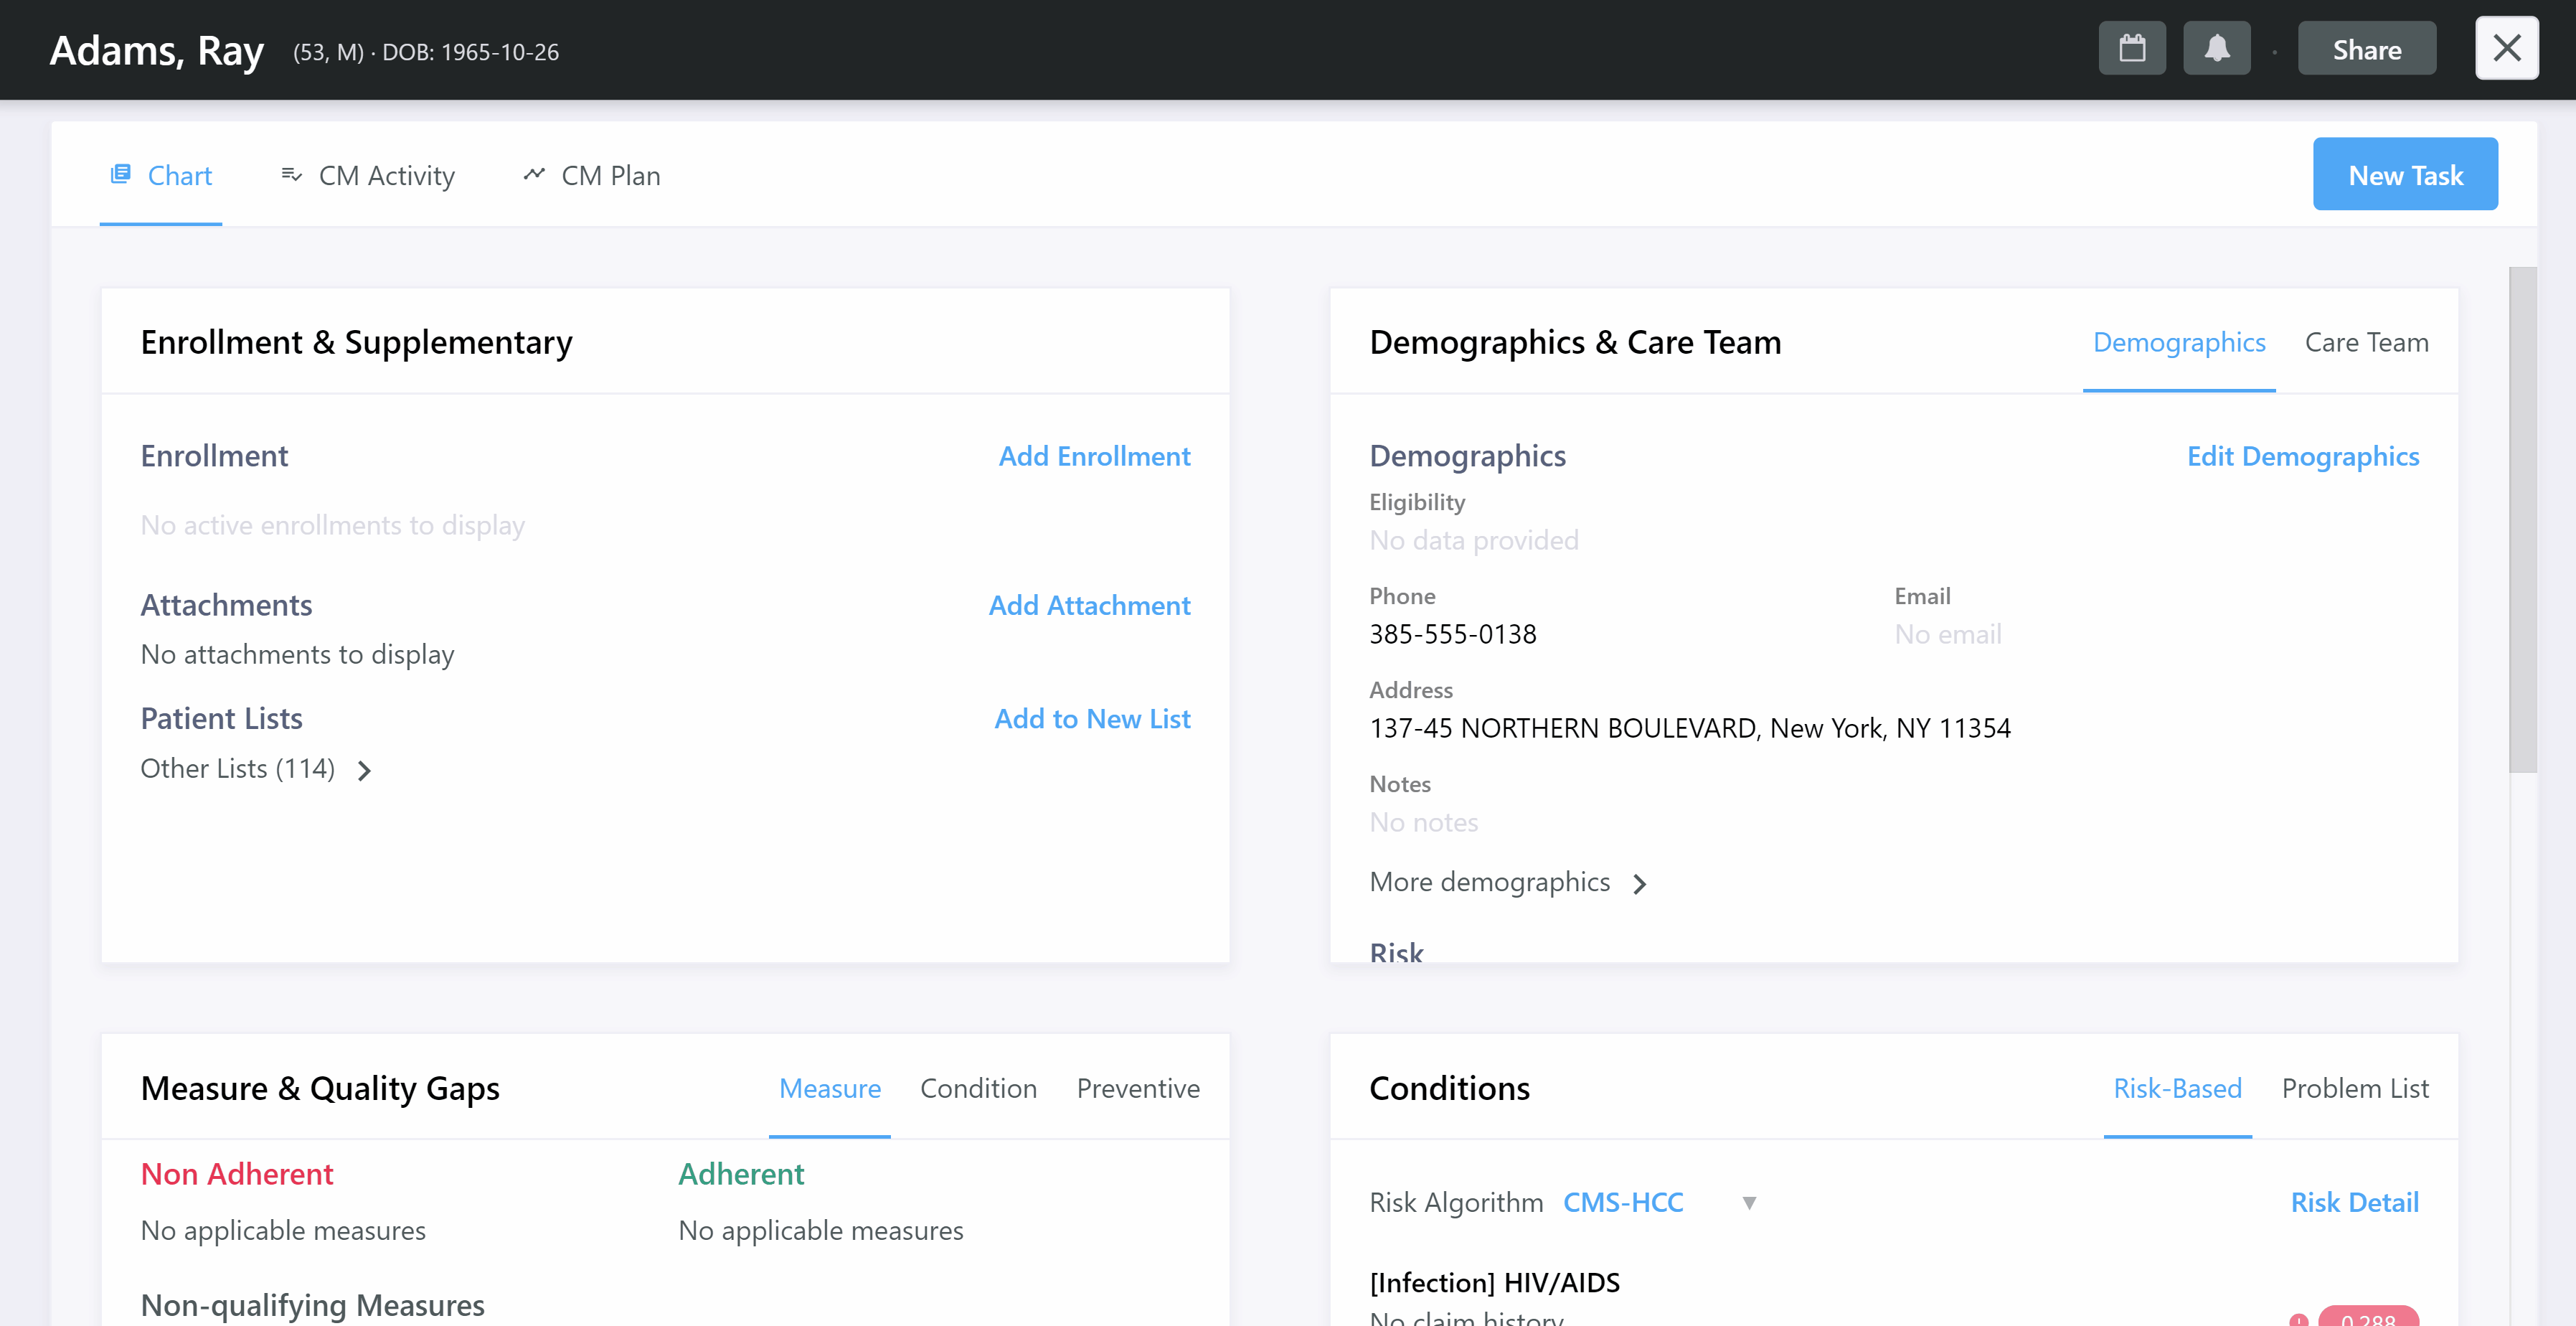 Adams, Ray (53, M) · DOB: 1965-10-26
Share
Chart CM Activity CM Plan
New Task
Enrollment & Supplementary
Enrollment Add Enrollment
No active enrollments to display
Attachments Add Attachment
No attachments to display
Patient Lists Add to New List
Other Lists (114)
Demographics & Care Team Demographics Care Team
Demographics Edit Demographics
Eligibility
No data provided
Phone Email
385-555-0138 No email
Address
137-45 NORTHERN BOULEVARD, New York, NY 11354
Notes
No notes
More demographics
Risk
Measure & Quality Gaps Measure Condition Preventive
Non Adherent Adherent
No applicable measures No applicable measures
Non-qualifying Measures
Conditions Risk-Based Problem List
Risk Algorithm CMS-HCC Risk Detail
[Infection] HIV/AIDS
No claim history 0.288